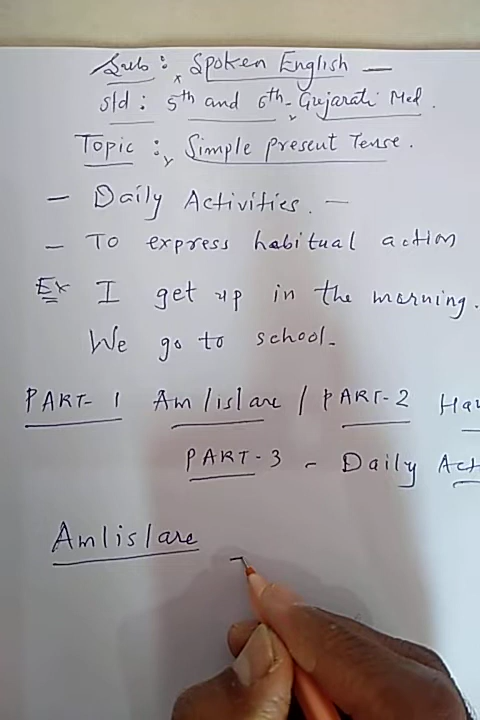 Sub: Spoken English —
std: 5th and 6th - Gujarati Med.
Topic: Simple Present Tense.
— Daily Activities. —
— To express habitual action
Ex I get up in the morning.
We go to school.
PART-1 Am/is/are / PART-2
PART-3 - Daily
Am/is/are